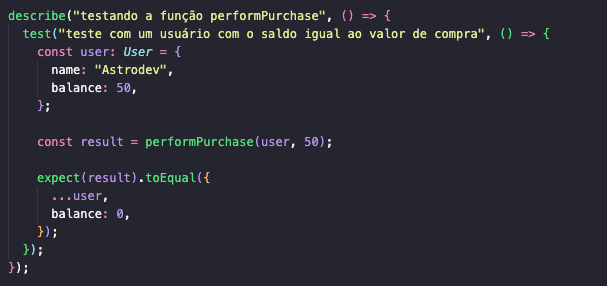 describe("testando a função performPurchase", () => {
  test("teste com um usuário com o saldo igual ao valor de compra", () => {
    const user: User = {
      name: "Astrodev",
      balance: 50,
    };

    const result = performPurchase(user, 50);

    expect(result).toEqual({
      ...user,
      balance: 0,
    });
  });
});